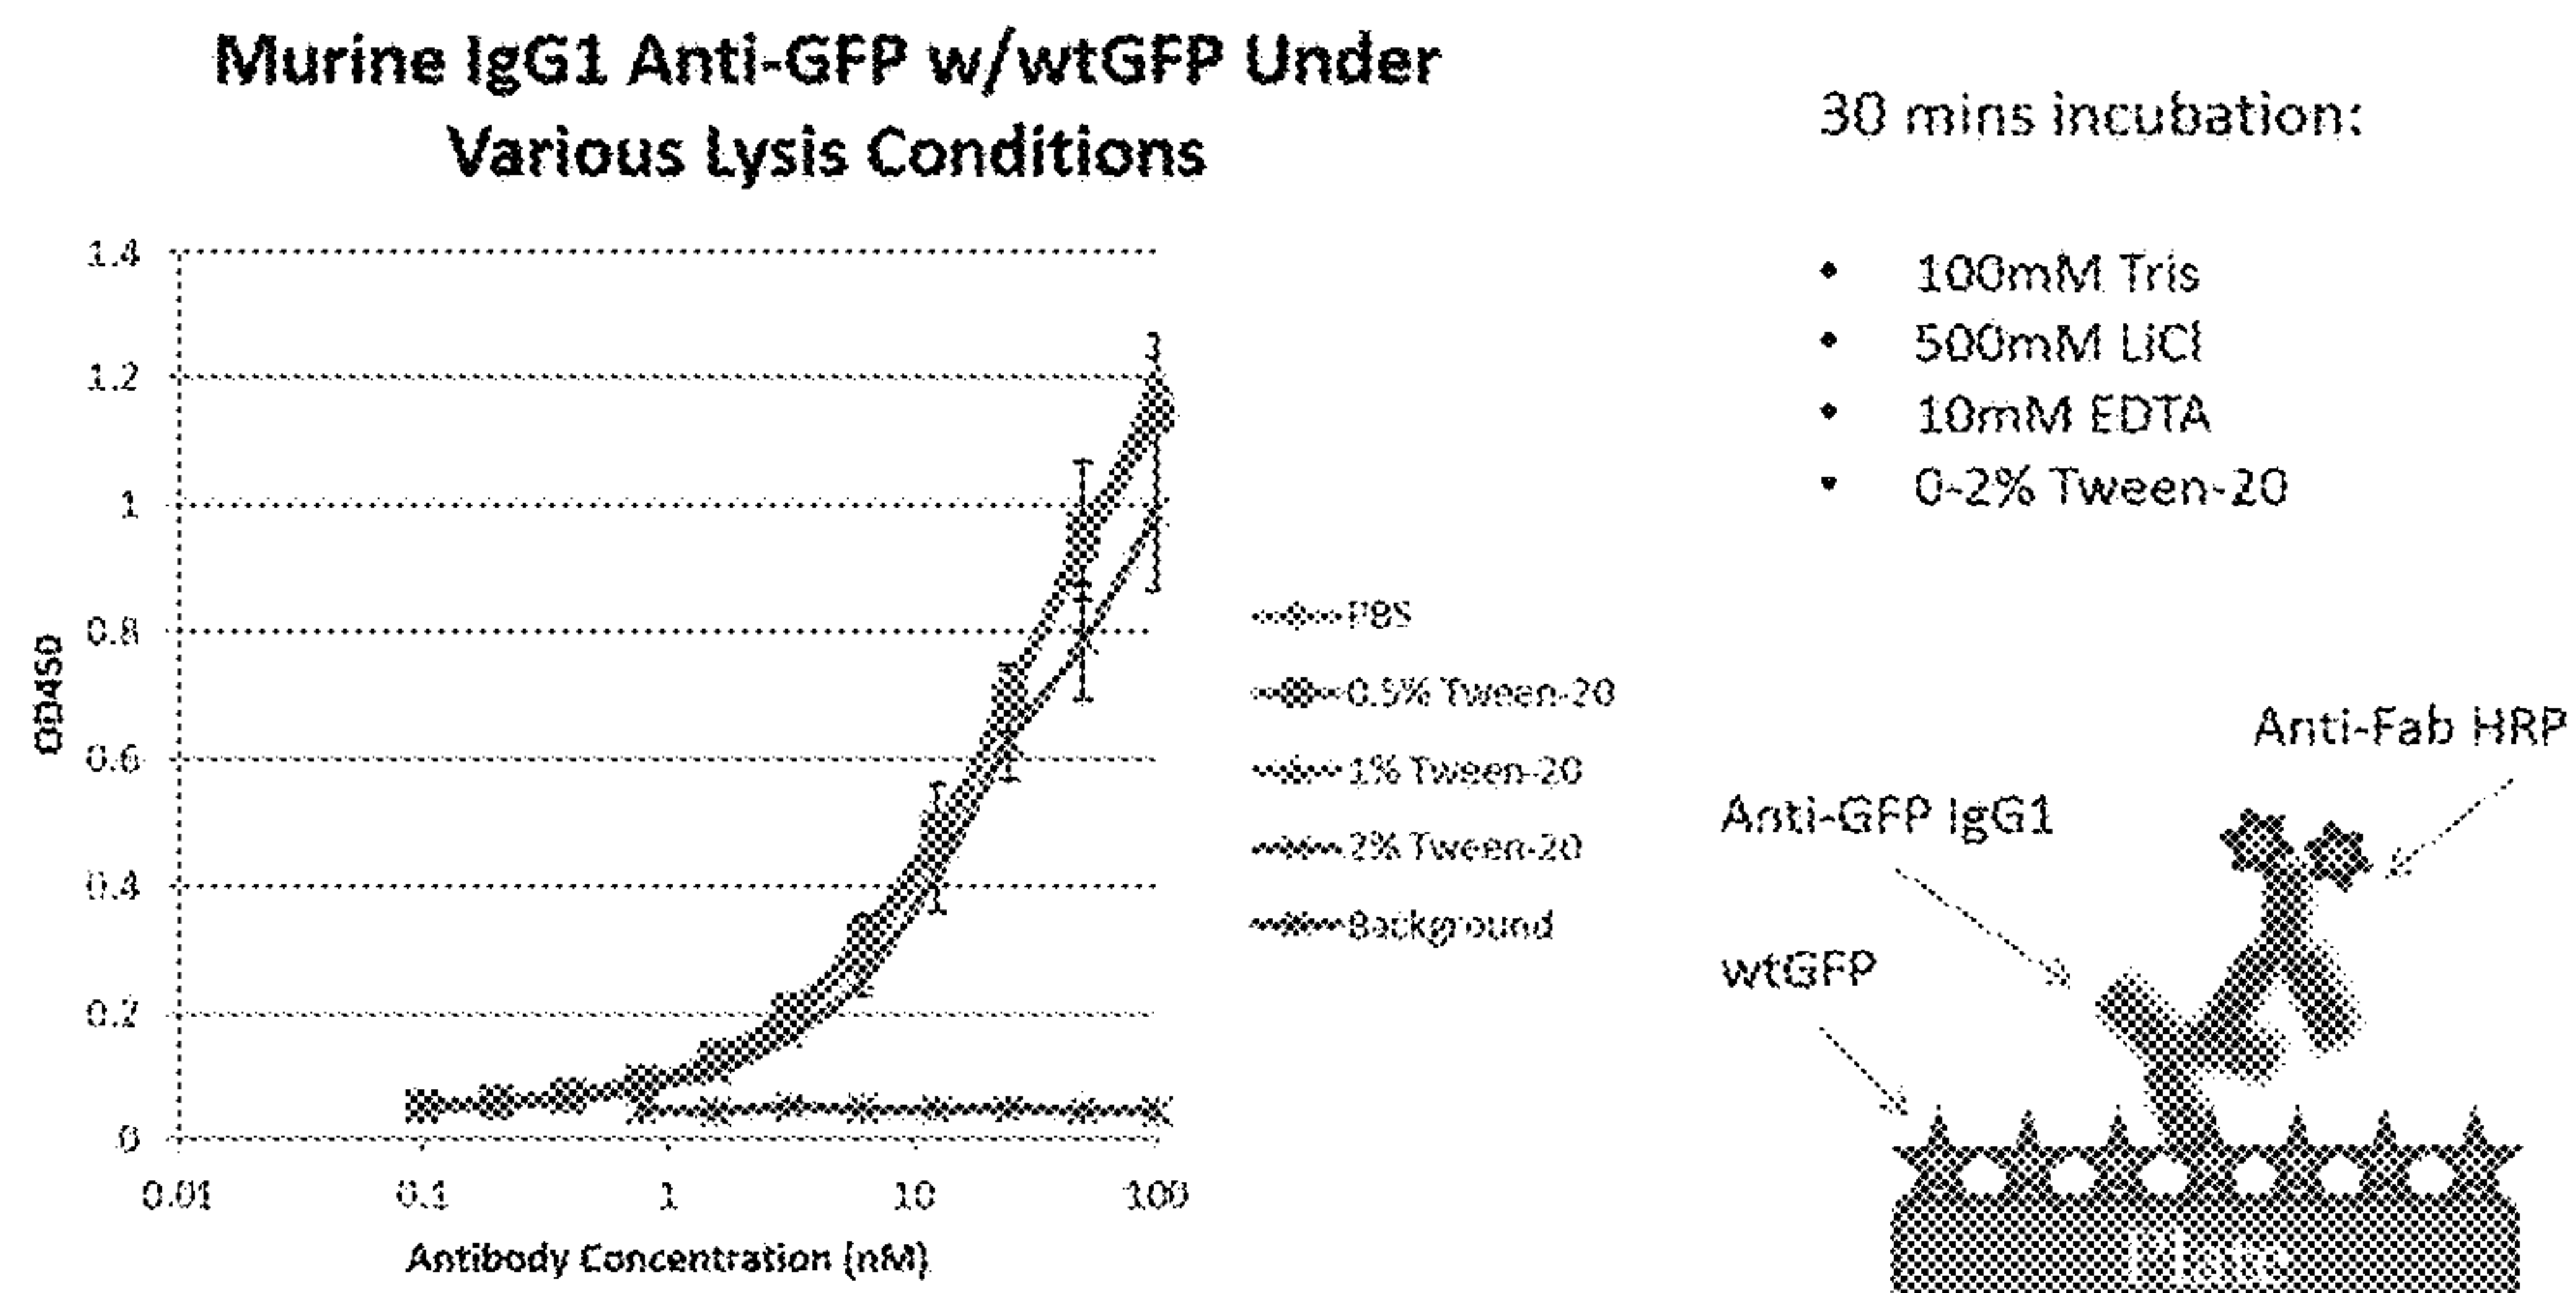 Murine IgG1 Anti-GFP w/wtGFP Under
Various Lysis Conditions
1.4
1.2
1
0.8
0.6
0.4
0.2
0
OD450
0.01
0.1
1
10
100
Antibody Concentration (nM)
PBS
0.5% Tween-20
1% Tween-20
2% Tween-20
Background
30 mins incubation:
• 100mM Tris
• 500mM LiCl
• 10mM EDTA
• 0-2% Tween-20
Anti-Fab HRP
Anti-GFP IgG1
wtGFP
Plate